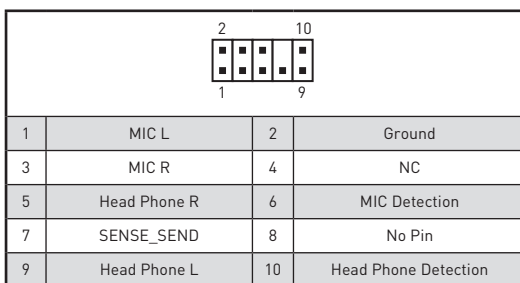 2 10
1 9
1 MIC L 2 Ground
3 MIC R 4 NC
5 Head Phone R 6 MIC Detection
7 SENSE_SEND 8 No Pin
9 Head Phone L 10 Head Phone Detection